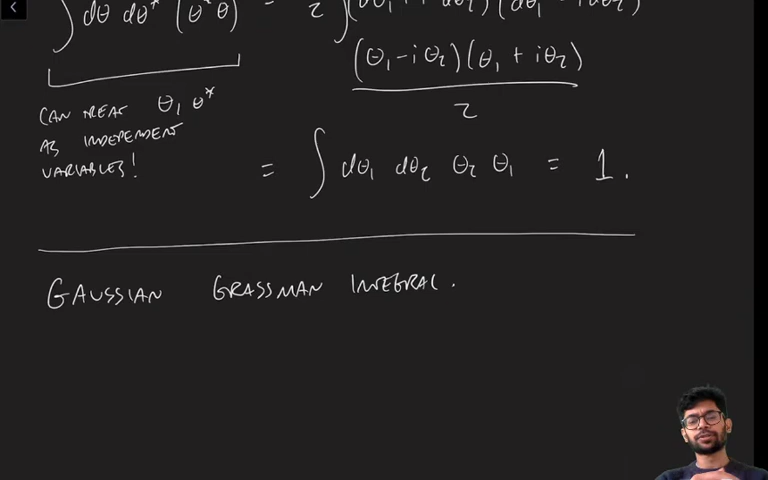 ∫ dθ dθ* (θ* θ) = 2 ∫(
(θ₁ - iθ₂)(θ₁ + iθ₂)
2
CAN TREAT θ, θ*
AS INDEPENDENT
VARIABLES!
= ∫ dθ₁ dθ₂ θ₂ θ₁ = 1.
GAUSSIAN GRASSMAN INTEGRAL.